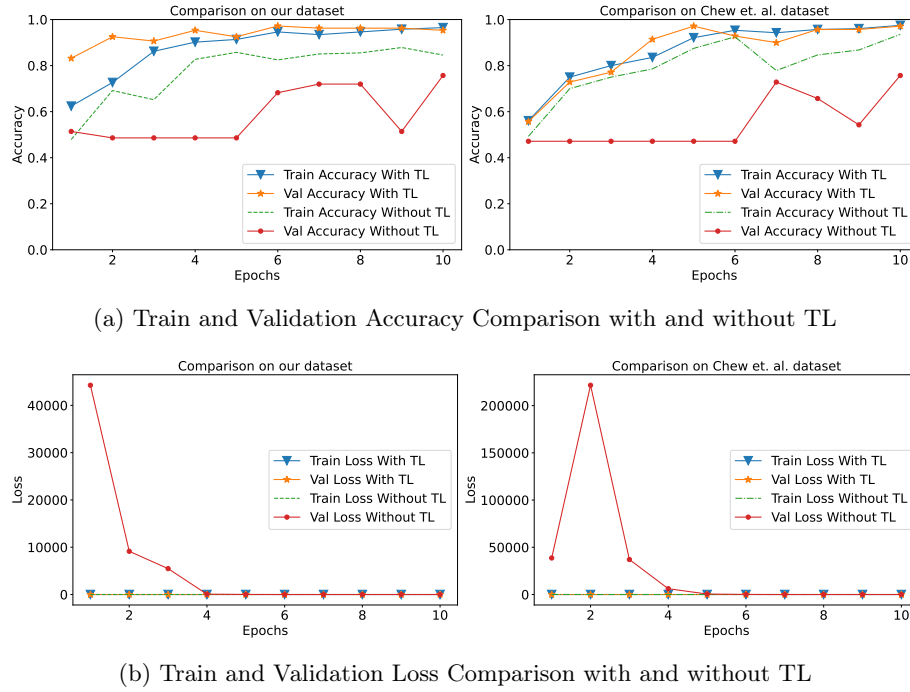 Comparison on our dataset
1.0
0.8
0.6
0.4
0.2
0.0
Accuracy
Train Accuracy With TL
Val Accuracy With TL
Train Accuracy Without TL
Val Accuracy Without TL
2 4 6 8 10
Epochs
Comparison on Chew et. al. dataset
1.0
0.8
0.6
0.4
0.2
0.0
Accuracy
Train Accuracy With TL
Val Accuracy With TL
Train Accuracy Without TL
Val Accuracy Without TL
2 4 6 8 10
Epochs
(a) Train and Validation Accuracy Comparison with and without TL
Comparison on our dataset
40000
30000
20000
10000
0
Loss
Train Loss With TL
Val Loss With TL
Train Loss Without TL
Val Loss Without TL
2 4 6 8 10
Epochs
Comparison on Chew et. al. dataset
200000
150000
100000
50000
0
Loss
Train Loss With TL
Val Loss With TL
Train Loss Without TL
Val Loss Without TL
2 4 6 8 10
Epochs
(b) Train and Validation Loss Comparison with and without TL